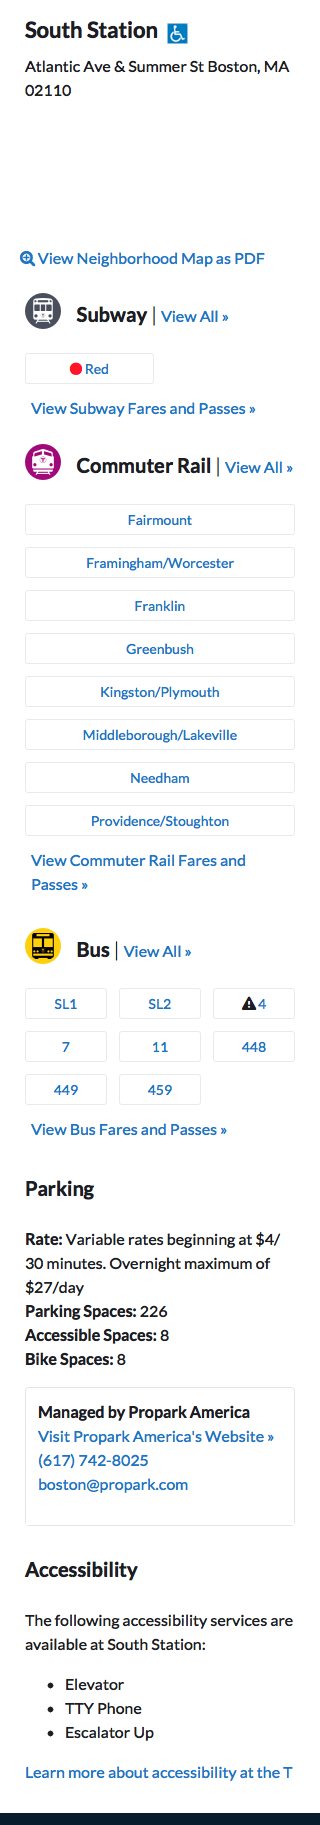 South Station
Atlantic Ave & Summer St Boston, MA
02110
View Neighborhood Map as PDF
Subway | View All »
Red
View Subway Fares and Passes »
Commuter Rail | View All »
Fairmount
Framingham/Worcester
Franklin
Greenbush
Kingston/Plymouth
Middleborough/Lakeville
Needham
Providence/Stoughton
View Commuter Rail Fares and
Passes »
Bus | View All »
SL1 SL2 4
7 11 448
449 459
View Bus Fares and Passes »
Parking
Rate: Variable rates beginning at $4/
30 minutes. Overnight maximum of
$27/day
Parking Spaces: 226
Accessible Spaces: 8
Bike Spaces: 8
Managed by Propark America
Visit Propark America's Website »
(617) 742-8025
boston@propark.com
Accessibility
The following accessibility services are
available at South Station:
• Elevator
• TTY Phone
• Escalator Up
Learn more about accessibility at the T